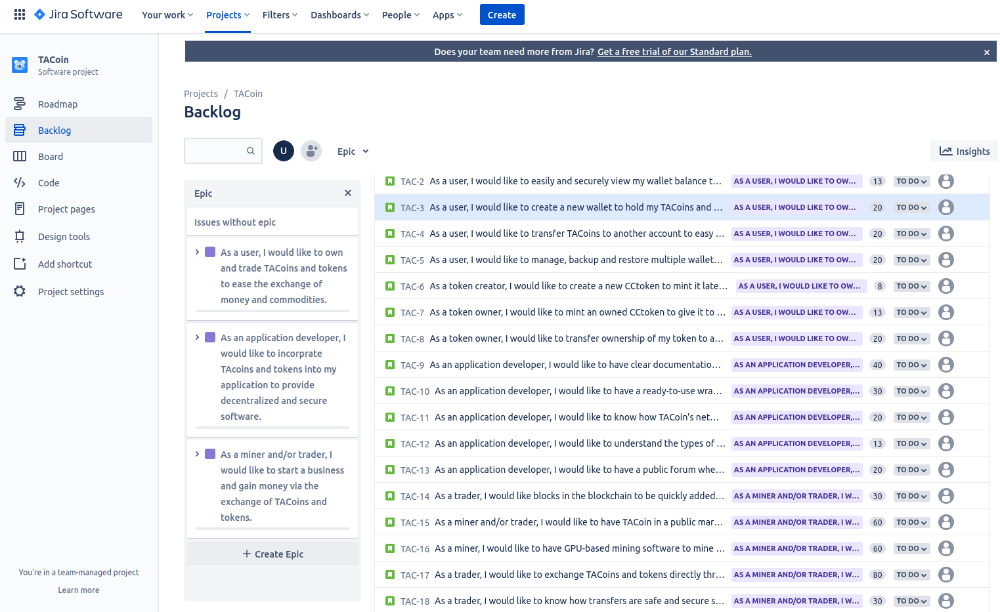 Jira Software
Your work
Projects
Filters
Dashboards
People
Apps
Create
Does your team need more from Jira? Get a free trial of our Standard plan.
TACoin
Software project
Roadmap
Backlog
Board
Code
Project pages
Design tools
Add shortcut
Project settings
You're in a team-managed project
Learn more
Projects / TACoin
Backlog
U
Epic
Insights
Epic
Issues without epic
As a user, I would like to own
and trade TACoins and tokens
to ease the exchange of
money and commodities.
As an application developer, I
would like to incorprate
TAcoins and tokens into my
application to provide
decentralized and secure
software.
As a miner and/or trader, I
would like to start a business
and gain money via the
exchange of TACoins and
tokens.
+ Create Epic
TAC-2 As a user, I would like to easily and securely view my wallet balance t... AS A USER, I WOULD LIKE TO OW... 13 TO DO
TAC-3 As a user, I would like to create a new wallet to hold my TACoins and ... AS A USER, I WOULD LIKE TO OW... 20 TO DO
TAC-4 As a user, I would like to transfer TACoins to another account to easy ... AS A USER, I WOULD LIKE TO OW... 20 TO DO
TAC-5 As a user, I would like to manage, backup and restore multiple wallet... AS A USER, I WOULD LIKE TO OW... 20 TO DO
TAC-6 As a token creator, I would like to create a new CCtoken to mint it late... AS A USER, I WOULD LIKE TO OW... 8 TO DO
TAC-7 As a token owner, I would like to mint an owned CCtoken to give it to ... AS A USER, I WOULD LIKE TO OW... 13 TO DO
TAC-8 As a token owner, I would like to transfer ownership of my token to a... AS A USER, I WOULD LIKE TO OW... 20 TO DO
TAC-9 As an application developer, I would like to have clear documentatio... AS AN APPLICATION DEVELOPER,... 40 TO DO
TAC-10 As an application developer, I would like to have a ready-to-use wra... AS AN APPLICATION DEVELOPER,... 30 TO DO
TAC-11 As an application developer, I would like to know how TACoin's net... AS AN APPLICATION DEVELOPER,... 20 TO DO
TAC-12 As an application developer, I would like to understand the types of ... AS AN APPLICATION DEVELOPER,... 13 TO DO
TAC-13 As an application developer, I would like to have a public forum whe... AS AN APPLICATION DEVELOPER,... 20 TO DO
TAC-14 As a trader, I would like blocks in the blockchain to be quickly added... AS A MINER AND/OR TRADER, I W... 30 TO DO
TAC-15 As a miner and/or trader, I would like to have TACoin in a public mar... AS A MINER AND/OR TRADER, I W... 60 TO DO
TAC-16 As a miner, I would like to have GPU-based mining software to mine ... AS A MINER AND/OR TRADER, I W... 60 TO DO
TAC-17 As a trader, I would like to exchange TACoins and tokens directly thr... AS A MINER AND/OR TRADER, I W... 80 TO DO
TAC-18 As a trader, I would like to know how transfers are safe and secure s... AS A MINER AND/OR TRADER, I W... 30 TO DO